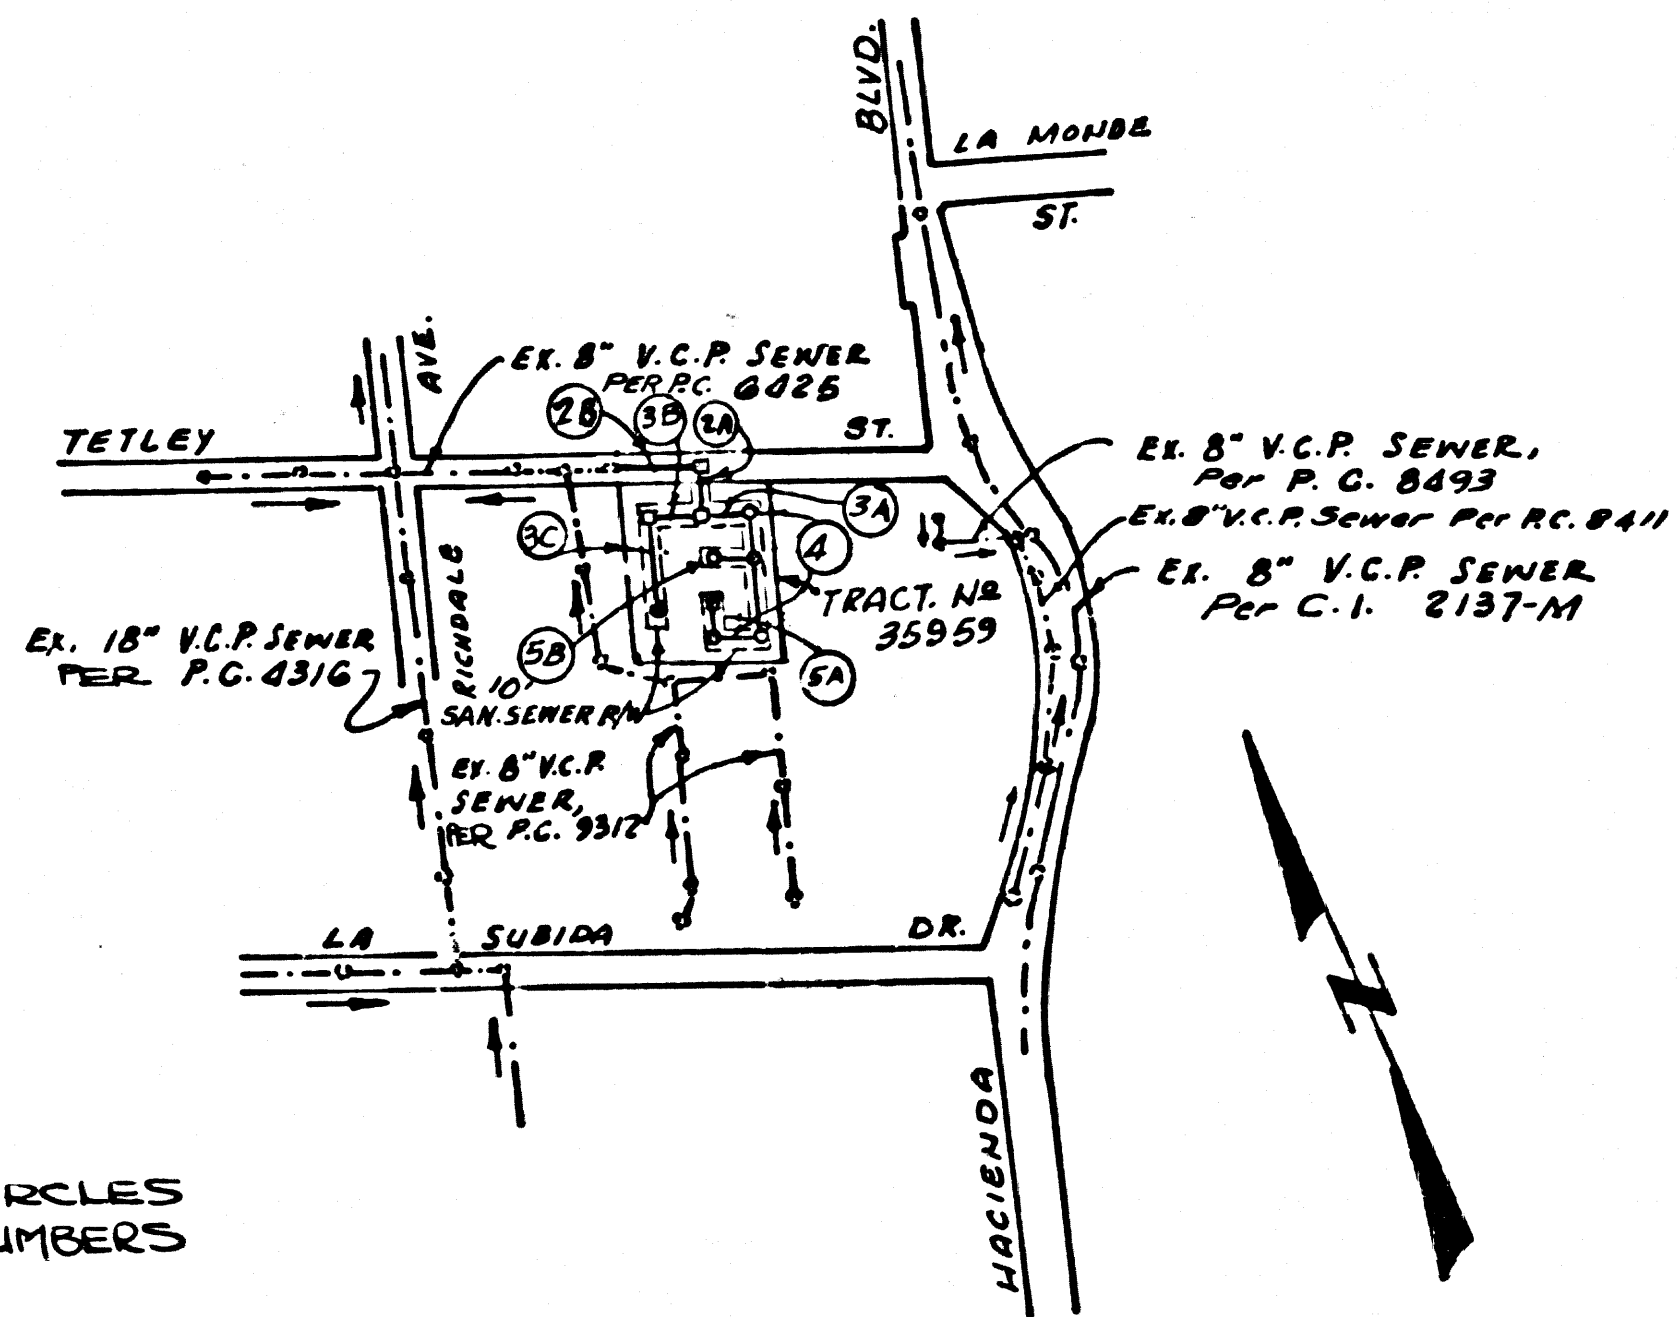 BLVD.
LA MONDE
ST.
AVE.
EX. 8" V.C.P. SEWER
PER P.C. 6425
2B
3B
2A
TETLEY
ST.
EX. 8" V.C.P. SEWER,
Per P.C. 8493
3A
Ex. 8" V.C.P. Sewer Per P.C. 8411
3C
4
EX. 8" V.C.P. SEWER
Per C.I. 2137-M
TRACT. Nº
35959
RICHDALE
EX. 18" V.C.P. SEWER
PER P.C. 4316
5B
5A
10'
SAN. SEWER R/W
EX. 8" V.C.P.
SEWER,
PER P.C. 9312
LA SUBIDA DR.
N
HACIENDA
RCLES
UMBERS